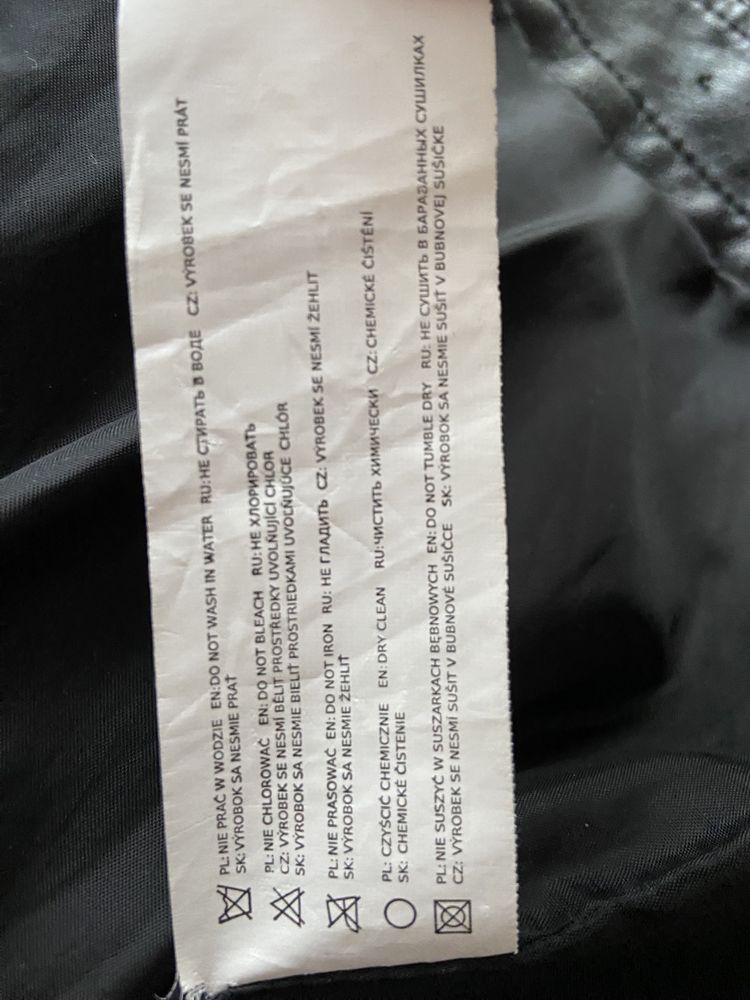 PL: NIE PRAĆ W WODZIE EN: DO NOT WASH IN WATER RU: НЕ СТИРАТЬ В ВОДЕ CZ: VÝROBEK SE NESMÍ PRÁT
SK: VÝROBOK SA NESMIE PRAŤ
PL: NIE CHLOROWAĆ EN: DO NOT BLEACH RU: НЕ ХЛОРИРОВАТЬ
CZ: VÝROBEK SE NESMÍ BĚLIT PROSTŘEDKY UVOLŇUJÍCÍ CHLÓR
SK: VÝROBOK SA NESMIE BIELIŤ PROSTRIEDKAMI UVOĽŇUJÚCE CHLÓR
PL: NIE PRASOWAĆ EN: DO NOT IRON RU: НЕ ГЛАДИТЬ CZ: VÝROBEK SE NESMÍ ŽEHLIT
SK: VÝROBOK SA NESMIE ŽEHLIŤ
PL: CZYŚCIĆ CHEMICZNIE EN: DRY CLEAN RU: ЧИСТИТЬ ХИМИЧЕСКИ CZ: CHEMICKÉ ČIŠTĚNÍ
SK: CHEMICKÉ ČISTENIE
PL: NIE SUSZYĆ W SUSZARKACH BĘBNOWYCH EN: DO NOT TUMBLE DRY RU: НЕ СУШИТЬ В БАРАБАННЫХ СУШИЛКАХ
CZ: VÝROBEK SE NESMÍ SUŠIT V BUBNOVÉ SUŠIČCE SK: VÝROBOK SA NESMIE SUŠIŤ V BUBNOVEJ SUŠIČKE